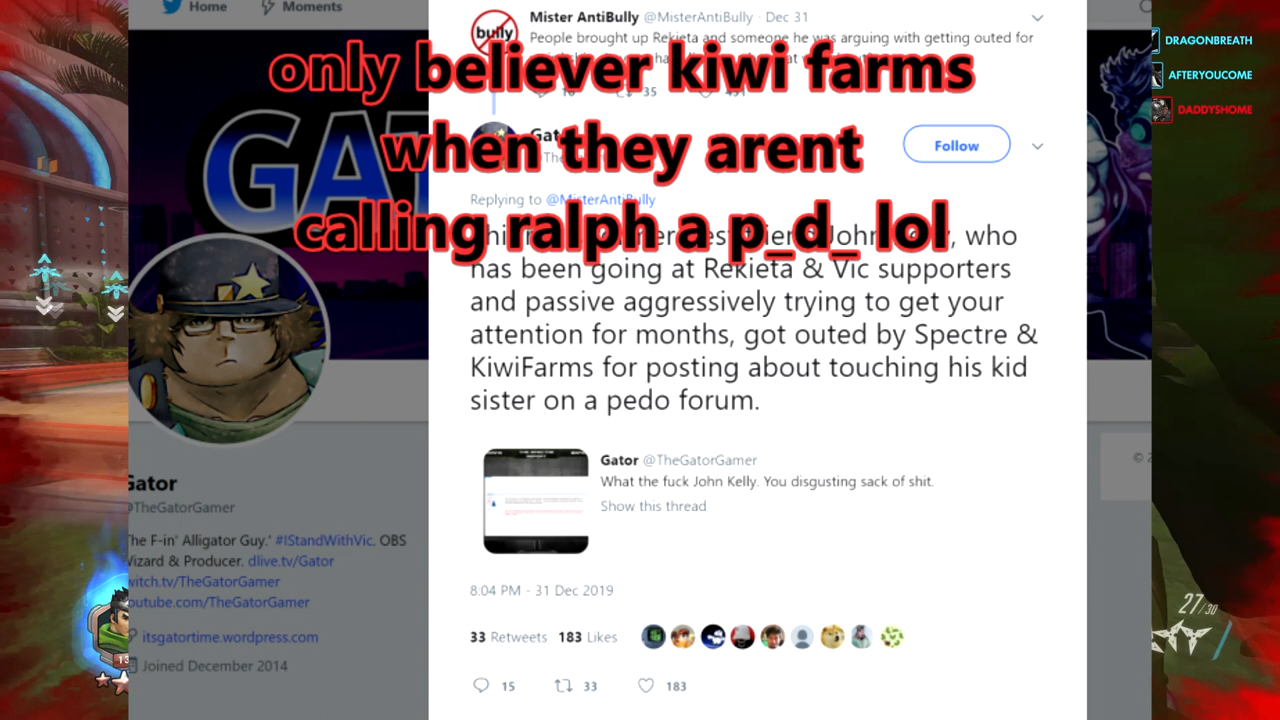 Home
Moments
Mister AntiBully @MisterAntiBully · Dec 31
bully
People brought up Rekieta and someone he was arguing with getting outed for
only believer kiwi farms
when they arent
calling ralph a p_d_ lol
35
GA
Follow
Replying to @MisterAntiBully
, who
has been going at Rekieta & Vic supporters
and passive aggressively trying to get your
attention for months, got outed by Spectre &
KiwiFarms for posting about touching his kid
sister on a pedo forum.
Gator @TheGatorGamer
What the fuck John Kelly. You disgusting sack of shit.
Show this thread
8:04 PM · 31 Dec 2019
33 Retweets 183 Likes
15 33 183
Gator
@TheGatorGamer
The F-in' Alligator Guy.' #IStandWithVic. OBS
Wizard & Producer. dlive.tv/Gator
witch.tv/TheGatorGamer
outube.com/TheGatorGamer
itsgatortime.wordpress.com
Joined December 2014
DRAGONBREATH
AFTERYOUCOME
DADDYSHOME
27/30
13